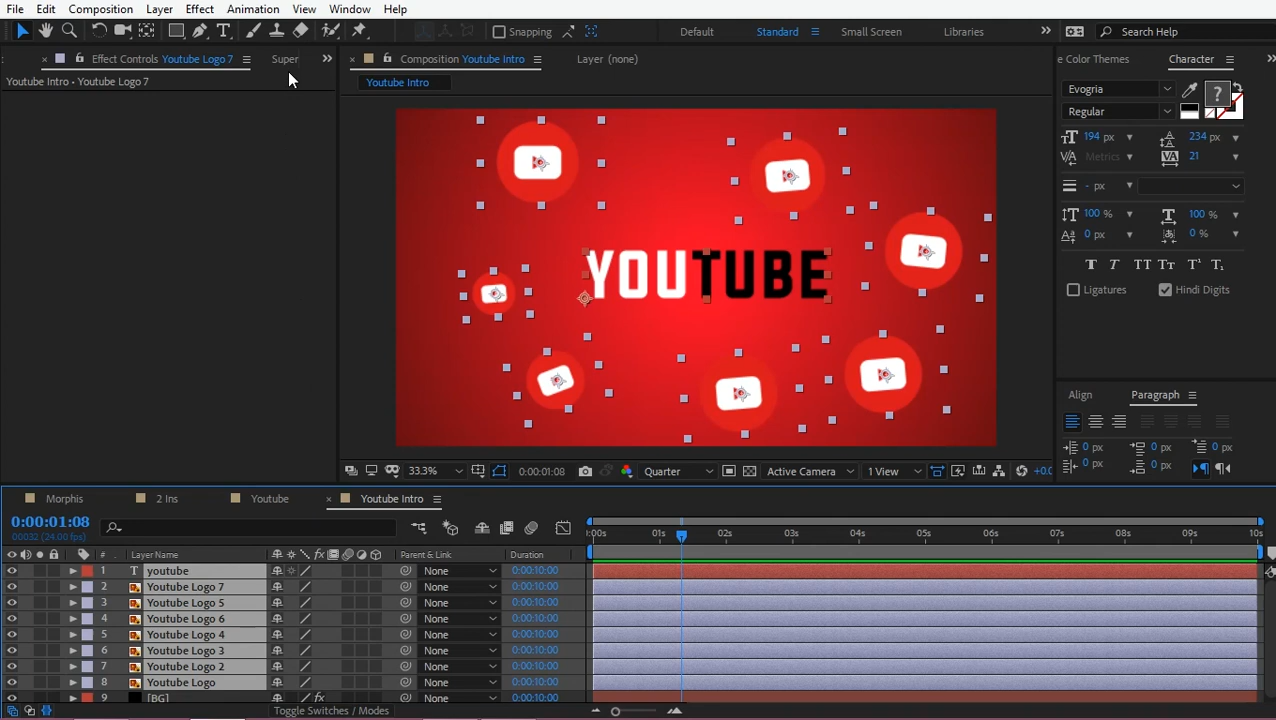 File Edit Composition Layer Effect Animation View Window Help
Snapping Default Standard Small Screen Libraries Search Help
Effect Controls Youtube Logo 7 Super Composition Youtube Intro Layer (none) e Color Themes Character
Youtube Intro • Youtube Logo 7 Youtube Intro
Evogria
Regular
194 px 234 px
Metrics 21
- px
100 % 100 %
0 px 0 %
T T TT Tт T¹ T₁
Ligatures Hindi Digits
YOUTUBE
Align Paragraph
0 px 0 px 0 px
0 px 0 px
33.3% 0:00:01:08 Quarter Active Camera 1 View +0.0
Morphis 2 Ins Youtube Youtube Intro
0:00:01:08
00032 (24.00 fps)
:00s 01s 02s 03s 04s 05s 06s 07s 08s 09s 10s
# Layer Name fx Parent & Link Duration
1 T youtube None 0:00:10:00
2 Youtube Logo 7 None 0:00:10:00
3 Youtube Logo 5 None 0:00:10:00
4 Youtube Logo 6 None 0:00:10:00
5 Youtube Logo 4 None 0:00:10:00
6 Youtube Logo 3 None 0:00:10:00
7 Youtube Logo 2 None 0:00:10:00
8 Youtube Logo None 0:00:10:00
9 [BG] fx None 0:00:10:00
Toggle Switches / Modes